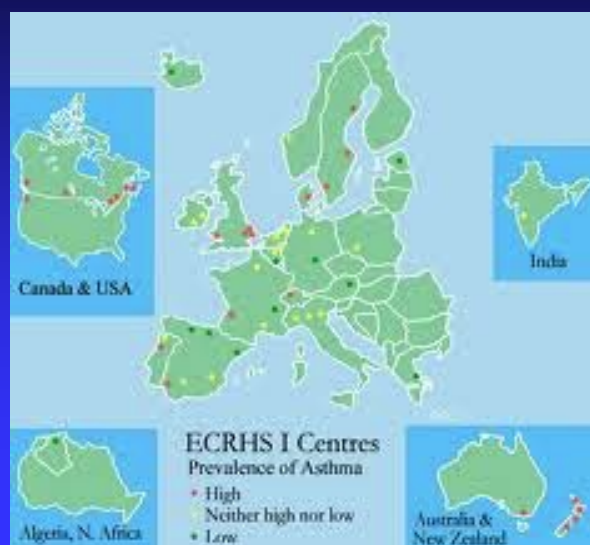 Canada & USA
India
ECRHS I Centres
Prevalence of Asthma
High
Neither high nor low
Low
Algeria, N. Africa
Australia &
New Zealand